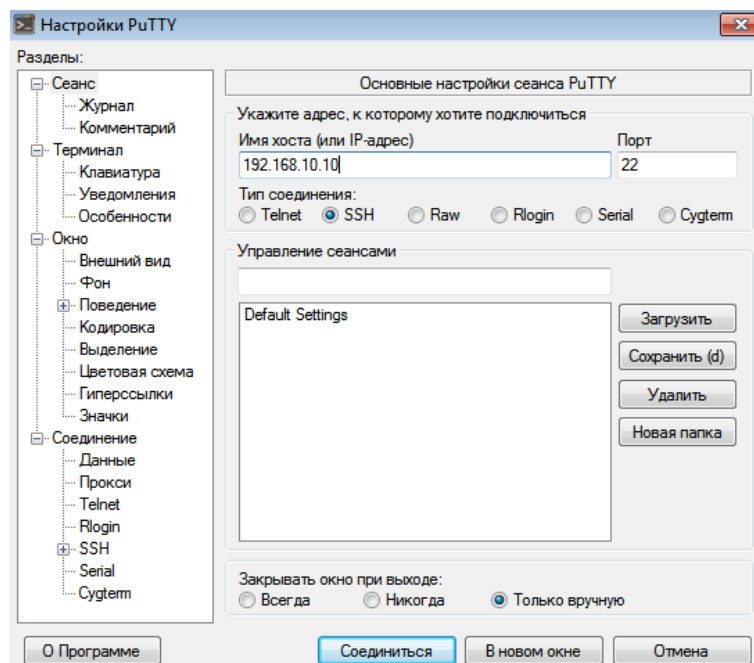 Настройки PuTTY
Разделы:
Сеанс
Журнал
Комментарий
Терминал
Клавиатура
Уведомления
Особенности
Окно
Внешний вид
Фон
Поведение
Кодировка
Выделение
Цветовая схема
Гиперссылки
Значки
Соединение
Данные
Прокси
Telnet
Rlogin
SSH
Serial
Cygterm
Основные настройки сеанса PuTTY
Укажите адрес, к которому хотите подключиться
Имя хоста (или IP-адрес) Порт
192.168.10.10 22
Тип соединения:
Telnet SSH Raw Rlogin Serial Cygterm
Управление сеансами
Default Settings
Загрузить
Сохранить (d)
Удалить
Новая папка
Закрывать окно при выходе:
Всегда Никогда Только вручную
О Программе Соединиться В новом окне Отмена